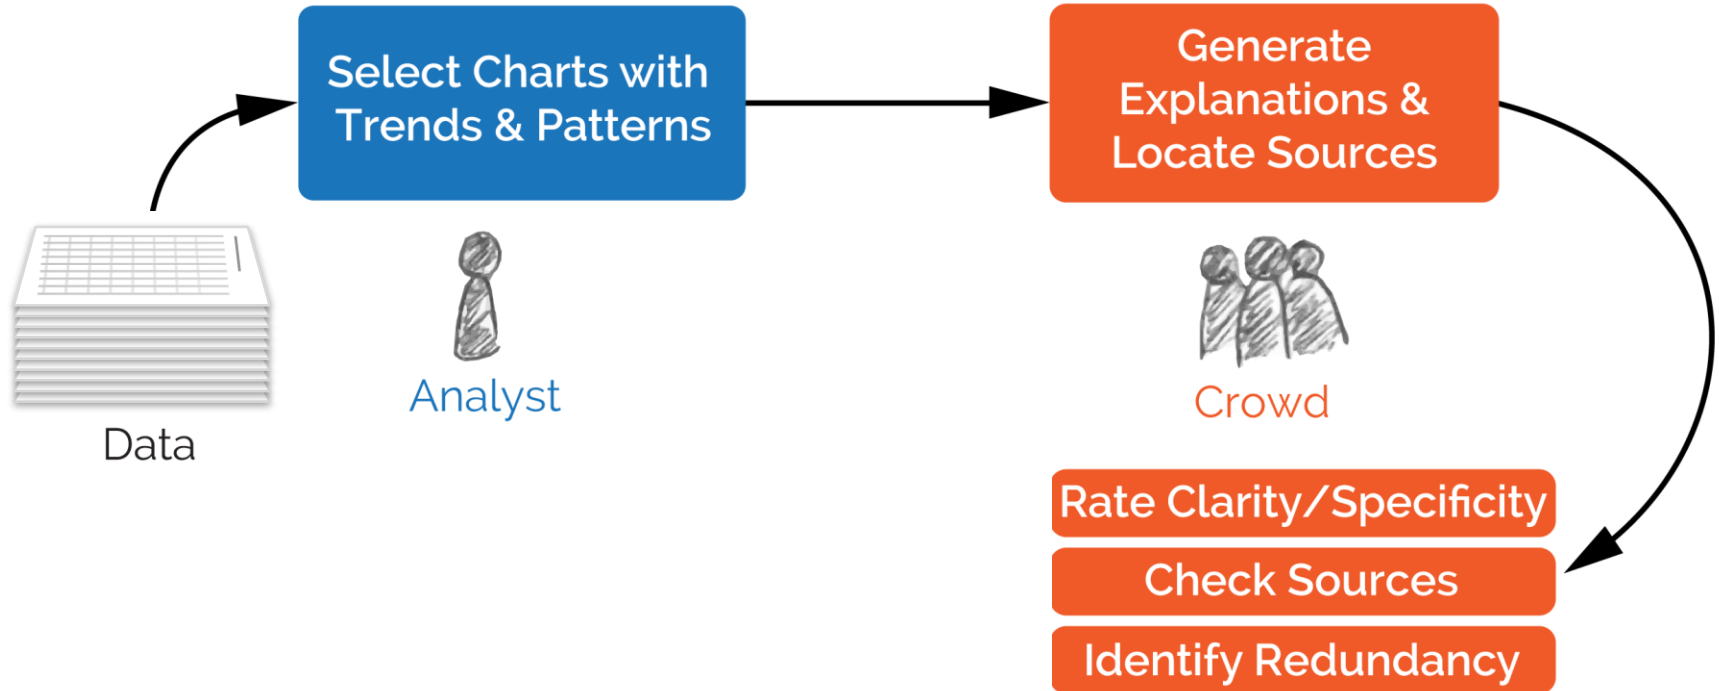 Select Charts with
Trends & Patterns
Generate
Explanations &
Locate Sources
Data
Analyst
Crowd
Rate Clarity/Specificity
Check Sources
Identify Redundancy